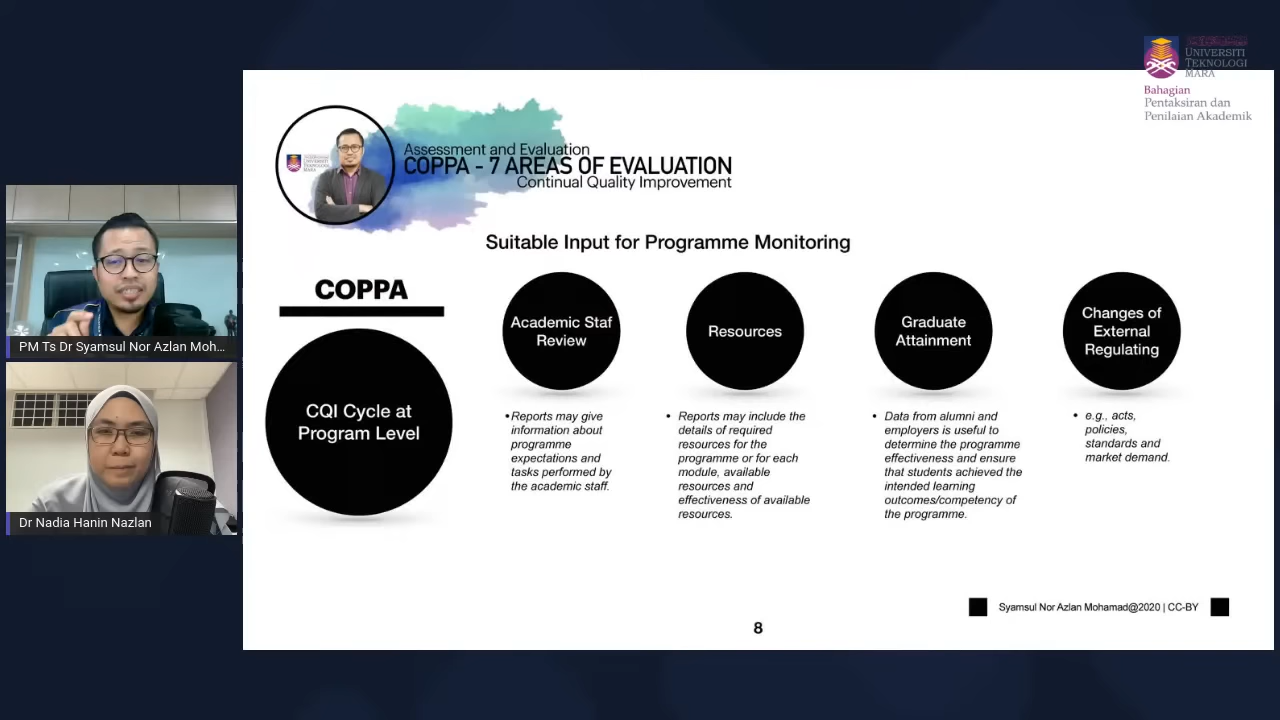 UNIVERSITI
TEKNOLOGI
MARA
Bahagian
Pentaksiran dan
Penilaian Akademik
Assessment and Evaluation
COPPA - 7 AREAS OF EVALUATION
Continual Quality Improvement
Suitable Input for Programme Monitoring
COPPA
CQI Cycle at
Program Level
Academic Staf
Review
•Reports may give
information about
programme
expectations and
tasks performed by
the academic staff.
Resources
• Reports may include the
details of required
resources for the
programme or for each
module, available
resources and
effectiveness of available
resources.
Graduate
Attainment
• Data from alumni and
employers is useful to
determine the programme
effectiveness and ensure
that students achieved the
intended learning
outcomes/competency of
the programme.
Changes of
External
Regulating
• e.g., acts,
policies,
standards and
market demand.
PM Ts Dr Syamsul Nor Azlan Moh...
Dr Nadia Hanin Nazlan
Syamsul Nor Azlan Mohamad@2020 | CC-BY
8